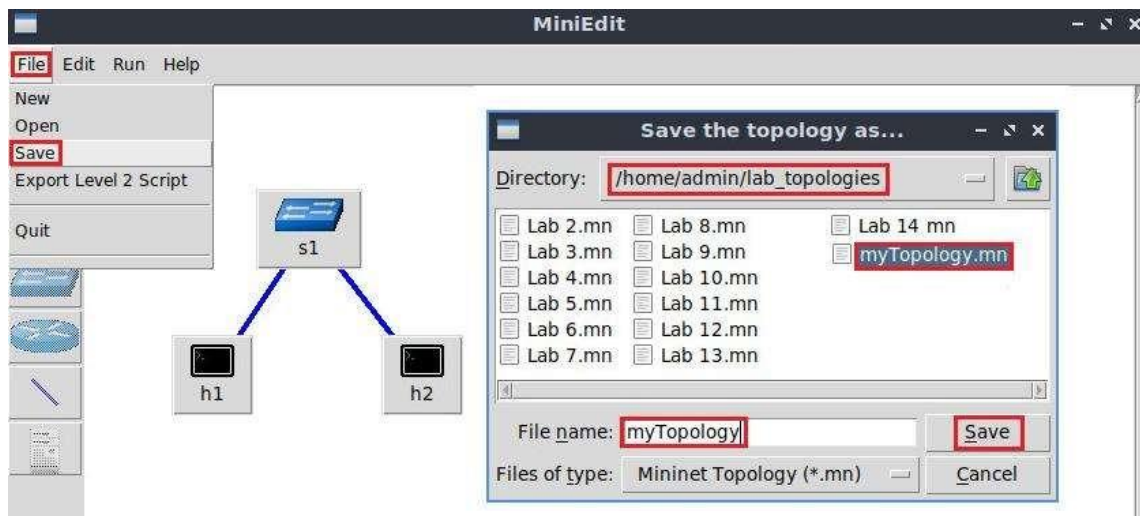 MiniEdit
File Edit Run Help
New
Open
Save
Export Level 2 Script
Quit
s1
h1
h2
Save the topology as...
Directory: /home/admin/lab_topologies
Lab 2.mn Lab 8.mn Lab 14 mn
Lab 3.mn Lab 9.mn myTopology.mn
Lab 4.mn Lab 10.mn
Lab 5.mn Lab 11.mn
Lab 6.mn Lab 12.mn
Lab 7.mn Lab 13.mn
File name: myTopology Save
Files of type: Mininet Topology (*.mn) Cancel